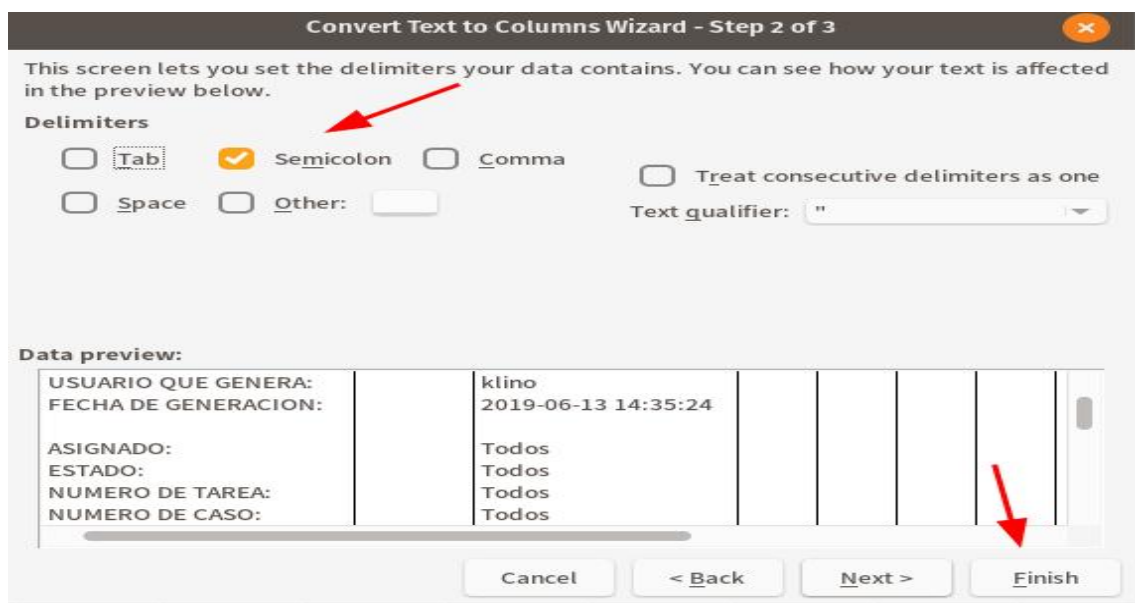 Convert Text to Columns Wizard - Step 2 of 3
This screen lets you set the delimiters your data contains. You can see how your text is affected
in the preview below.
Delimiters
Tab Semicolon Comma
Treat consecutive delimiters as one
Space Other:
Text qualifier: "
Data preview:
USUARIO QUE GENERA: klino
FECHA DE GENERACION: 2019-06-13 14:35:24
ASIGNADO: Todos
ESTADO: Todos
NUMERO DE TAREA: Todos
NUMERO DE CASO: Todos
Cancel < Back Next > Finish